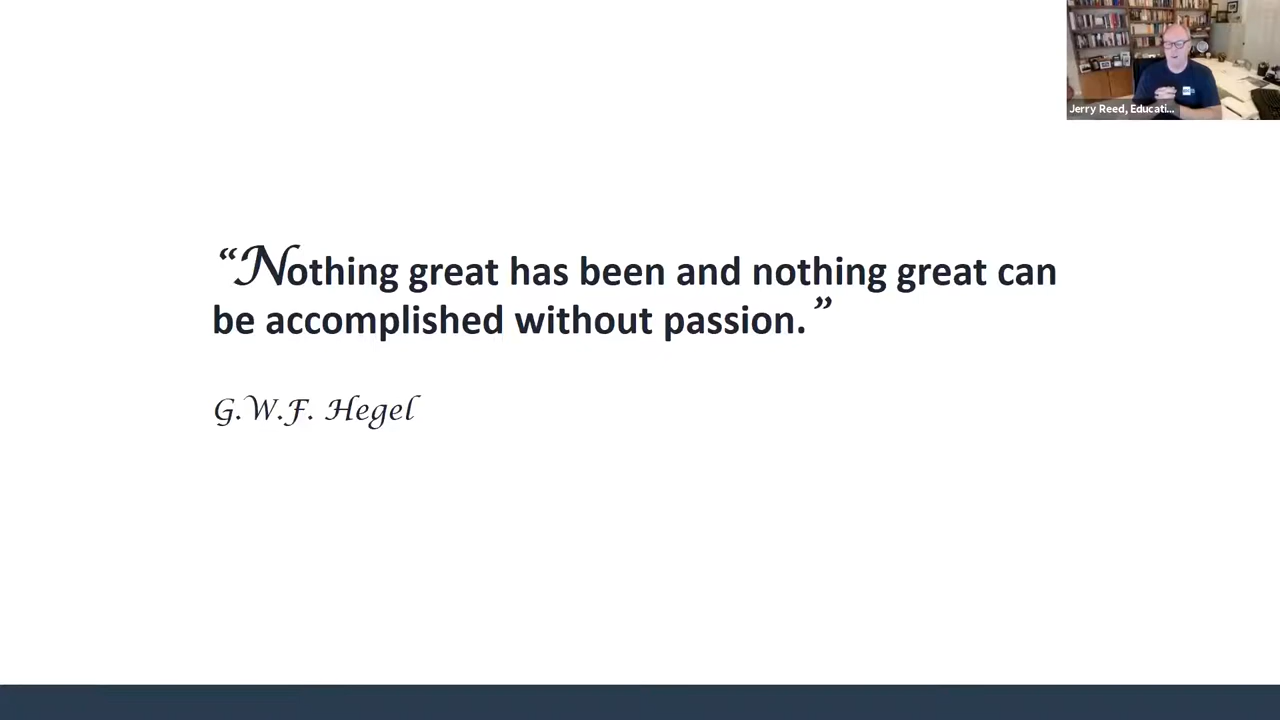 Jerry Reed, Educati...
“Nothing great has been and nothing great can
be accomplished without passion.”
G.W.F. Hegel